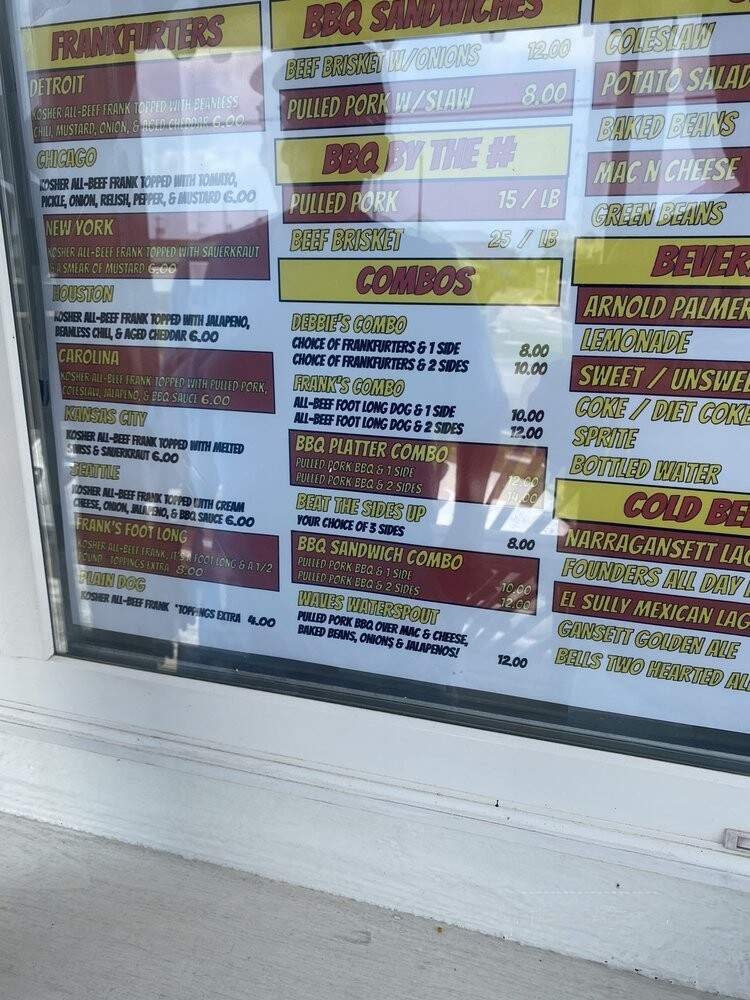 FRANKFURTERS
DETROIT
KOSHER ALL-BEEF FRANK TOPPED WITH BEANLESS
CHILI, MUSTARD, ONION, & AGED CHEDDAR 6.00
CHICAGO
KOSHER ALL-BEEF FRANK TOPPED WITH TOMATO,
PICKLE, ONION, RELISH, PEPPER, & MUSTARD 6.00
NEW YORK
KOSHER ALL-BEEF FRANK TOPPED WITH SAUERKRAUT
& A SMEAR OF MUSTARD 6.00
HOUSTON
KOSHER ALL-BEEF FRANK TOPPED WITH JALAPENO,
BEANLESS CHILI, & AGED CHEDDAR 6.00
CAROLINA
KOSHER ALL-BEEF FRANK TOPPED WITH PULLED PORK,
COLESLAW, JALAPENO, & BBQ SAUCE 6.00
KANSAS CITY
KOSHER ALL-BEEF FRANK TOPPED WITH MELTED
SWISS & SAUERKRAUT 6.00
SEATTLE
KOSHER ALL-BEEF FRANK TOPPED WITH CREAM
CHEESE, ONION, JALAPENO, & BBQ SAUCE 6.00
FRANK'S FOOT LONG
KOSHER ALL-BEEF FRANK, IT'S A FOOT LONG & A 1/2
POUND TOPPINGS EXTRA 8.00
PLAIN DOG
KOSHER ALL-BEEF FRANK *TOPPINGS EXTRA 4.00
BBQ SANDWICHES
BEEF BRISKET W/ONIONS 12.00
PULLED PORK W/SLAW 8.00
BBQ BY THE #
PULLED PORK 15 / LB
BEEF BRISKET 25 / LB
COMBOS
DEBBIE'S COMBO
CHOICE OF FRANKFURTERS & 1 SIDE 8.00
CHOICE OF FRANKFURTERS & 2 SIDES 10.00
FRANK'S COMBO
ALL-BEEF FOOT LONG DOG & 1 SIDE 10.00
ALL-BEEF FOOT LONG DOG & 2 SIDES 12.00
BBQ PLATTER COMBO
PULLED PORK BBQ & 1 SIDE 12.00
PULLED PORK BBQ & 2 SIDES 14.00
BEAT THE SIDES UP
YOUR CHOICE OF 3 SIDES 8.00
BBQ SANDWICH COMBO
PULLED PORK BBQ & 1 SIDE 10.00
PULLED PORK BBQ & 2 SIDES 12.00
WAVES WATERSPOUT
PULLED PORK BBQ OVER MAC & CHEESE,
BAKED BEANS, ONIONS & JALAPENOS! 12.00
COLESLAW
POTATO SALAD
BAKED BEANS
MAC N CHEESE
GREEN BEANS
BEVER
ARNOLD PALMER
LEMONADE
SWEET / UNSWE
COKE / DIET COKE
SPRITE
BOTTLED WATER
COLD BE
NARRAGANSETT LAG
FOUNDERS ALL DAY
EL SULLY MEXICAN LAG
GANSETT GOLDEN ALE
BELLS TWO HEARTED AL